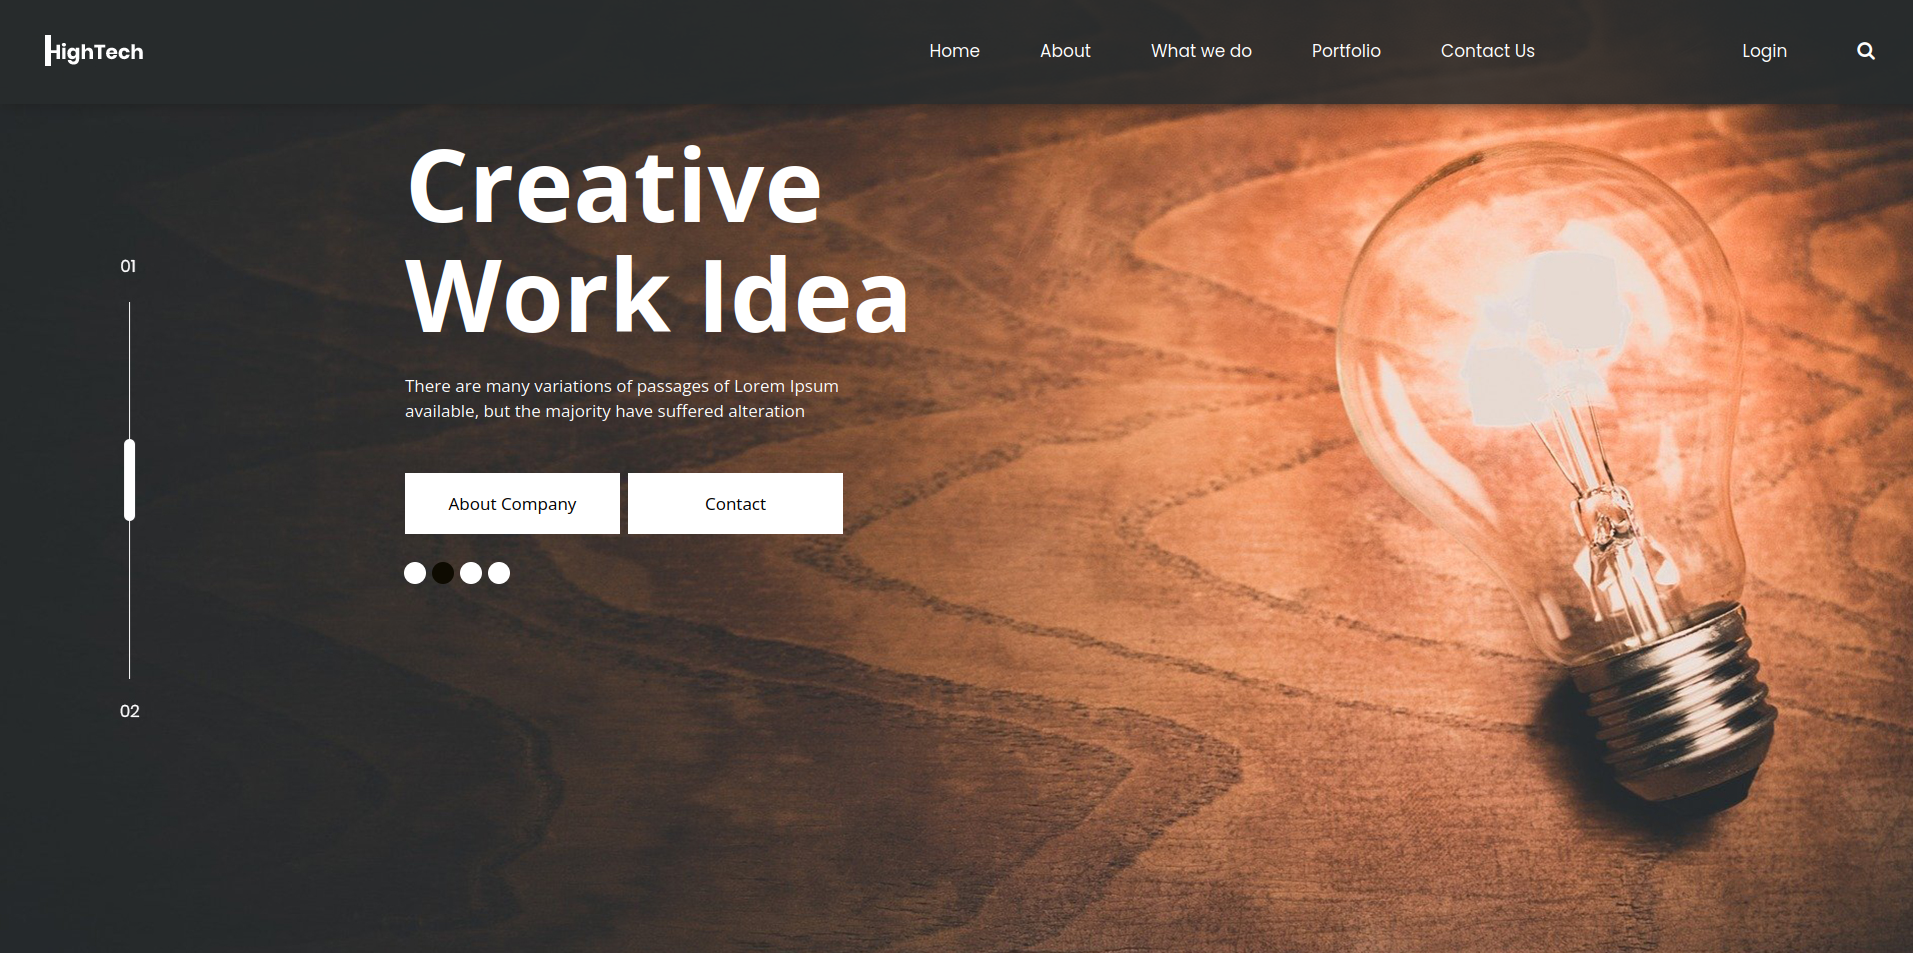 HighTech
Home
About
What we do
Portfolio
Contact Us
Login
Creative
Work Idea
01
There are many variations of passages of Lorem Ipsum
available, but the majority have suffered alteration
About Company
Contact
02